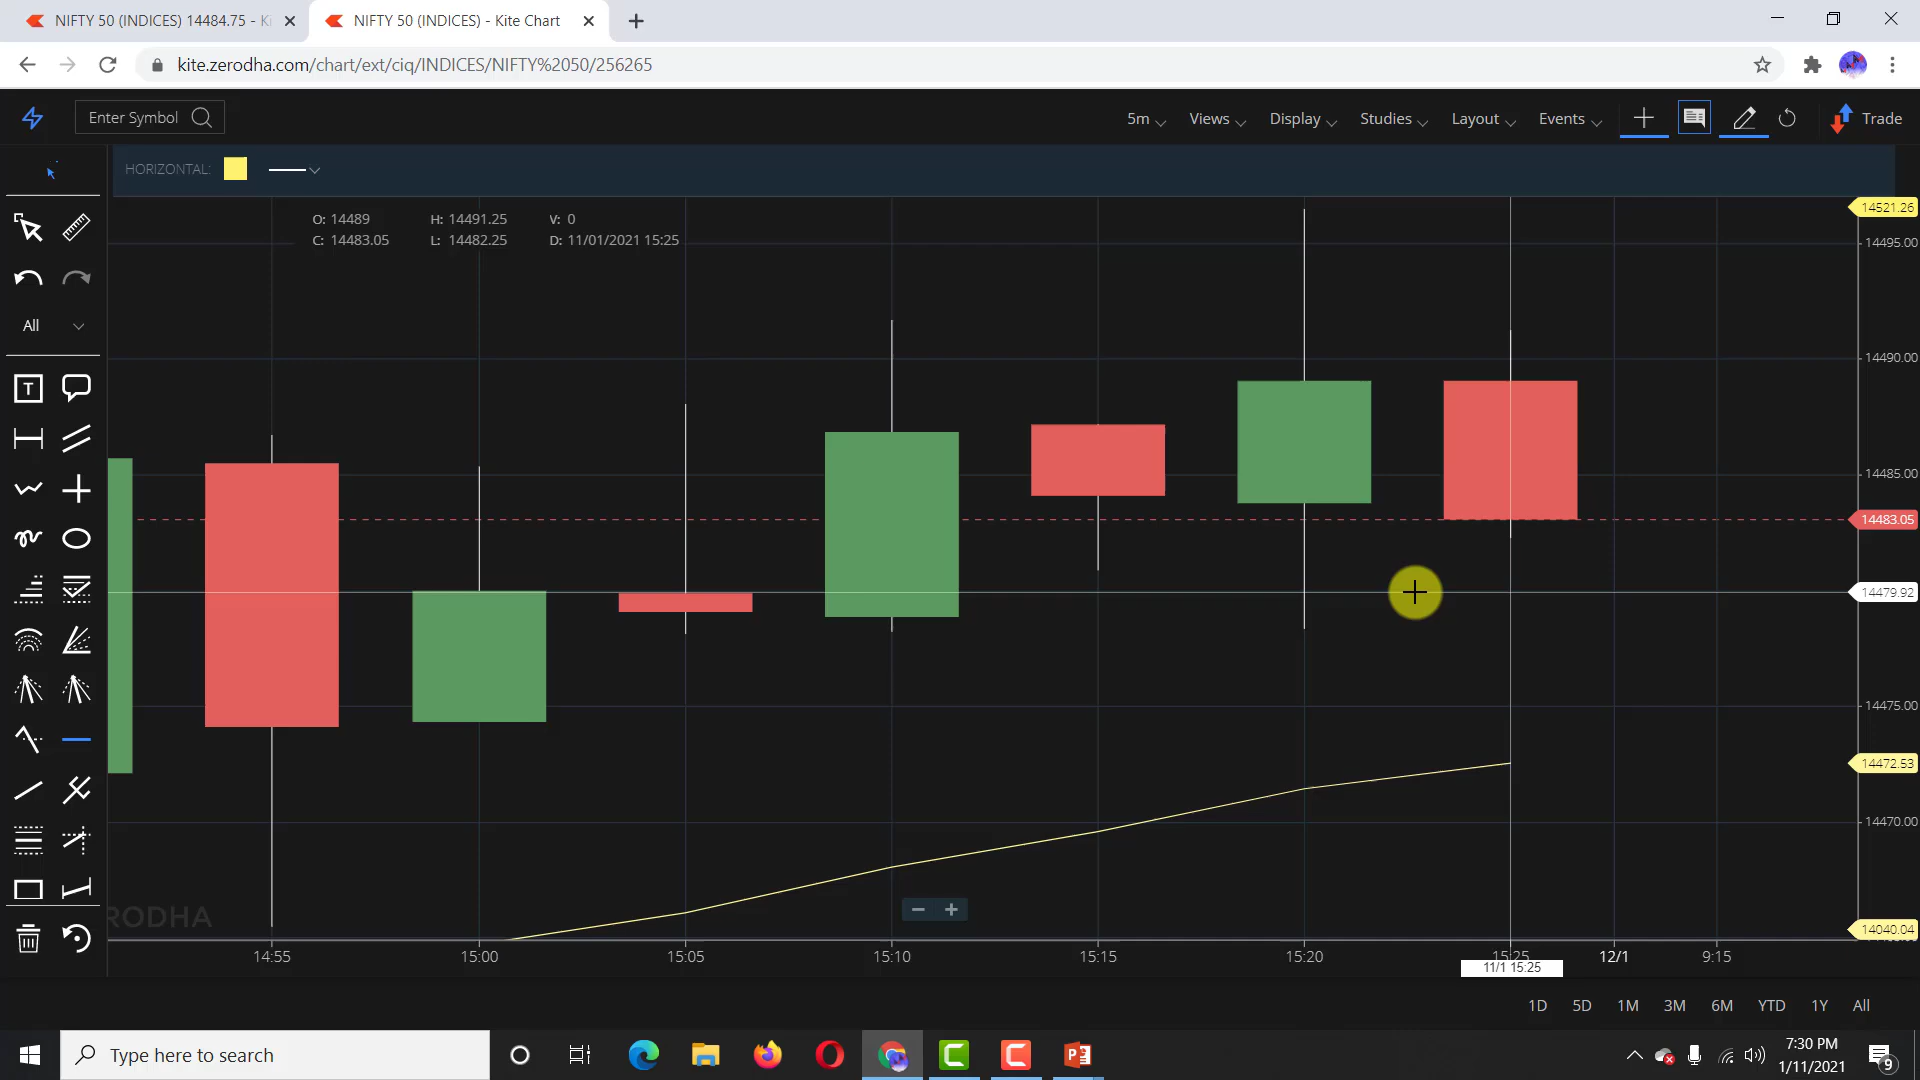 NIFTY 50 (INDICES) 14484.75 - Ki
NIFTY 50 (INDICES) - Kite Chart
kite.zerodha.com/chart/ext/ciq/INDICES/NIFTY%2050/256265
Enter Symbol
5m Views Display Studies Layout Events Trade
HORIZONTAL:
O: 14489 H: 14491.25 V: 0
C: 14483.05 L: 14482.25 D: 11/01/2021 15:25
All
T
14521.26
14495.00
14490.00
14485.00
14483.05
14479.92
14475.00
14472.53
14470.00
14040.04
RODHA
14:55 15:00 15:05 15:10 15:15 15:20 15:25 12/1 9:15
11/1 15:25
1D 5D 1M 3M 6M YTD 1Y All
Type here to search
7:30 PM
1/11/2021
9